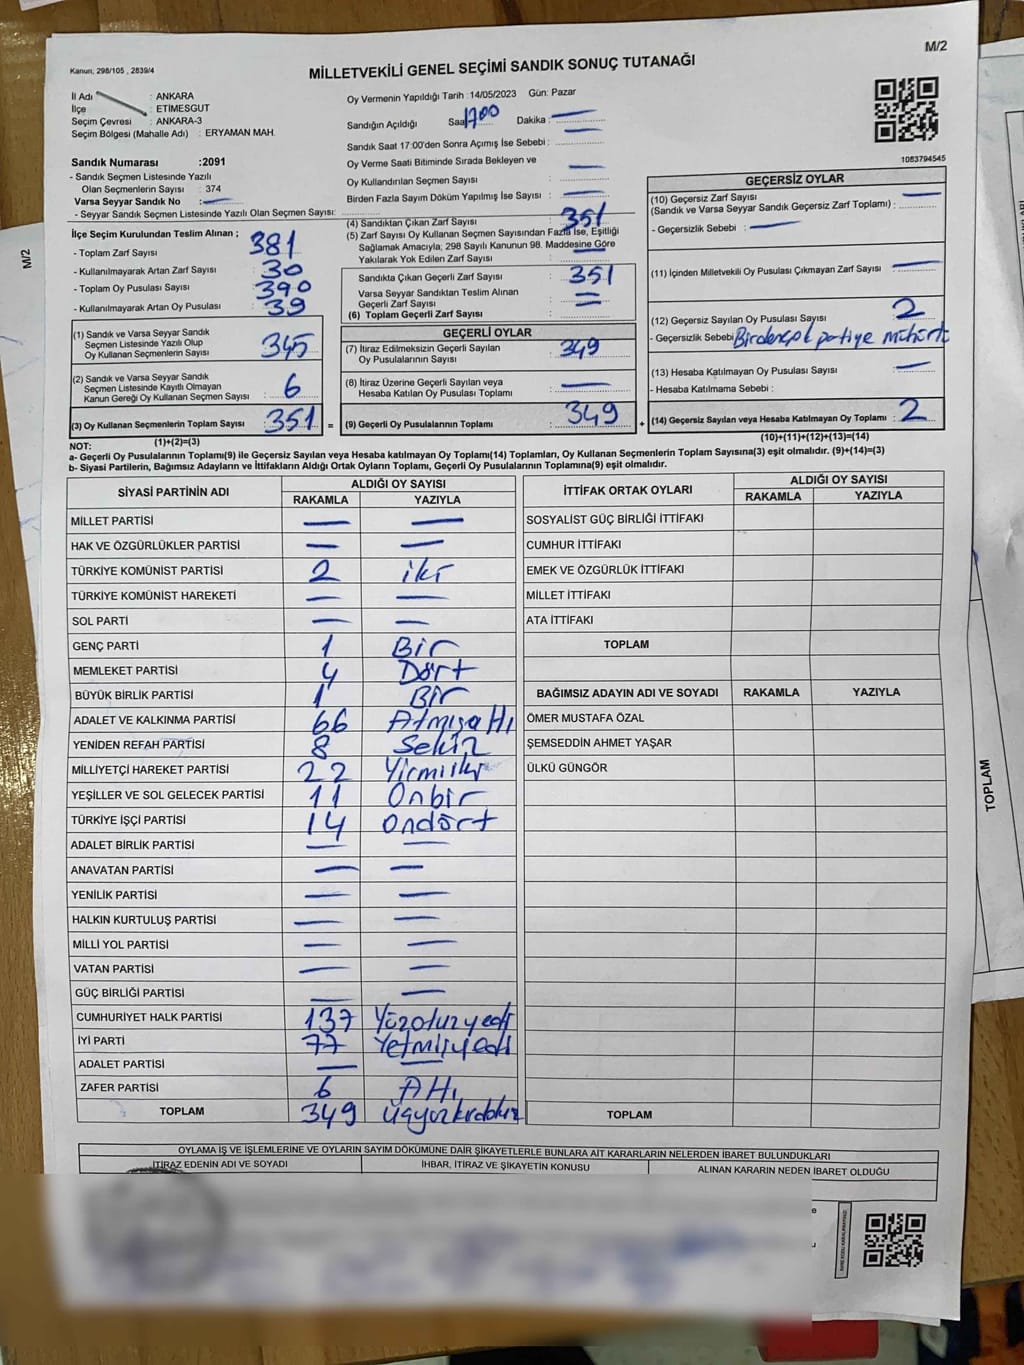 M/2
Kanun, 298/105 , 2839/4
MİLLETVEKİLİ GENEL SEÇİMİ SANDIK SONUÇ TUTANAĞI
İl Adı : ANKARA
İlçe : ETİMESGUT
Seçim Çevresi : ANKARA-3
Seçim Bölgesi (Mahalle Adı) : ERYAMAN MAH.
Sandık Numarası :2091
- Sandık Seçmen Listesinde Yazılı
Olan Seçmenlerin Sayısı : 374
Varsa Seyyar Sandık No : —
- Seyyar Sandık Seçmen Listesinde Yazılı Olan Seçmen Sayısı:
Oy Vermenin Yapıldığı Tarih :14/05/2023 Gün: Pazar
Sandığın Açıldığı Saat 1700 Dakika : —
Sandık Saat 17:00'den Sonra Açımış İse Sebebi : —
Oy Verme Saati Bitiminde Sırada Bekleyen ve
Oy Kullandırılan Seçmen Sayısı : —
Birden Fazla Sayım Döküm Yapılmış İse Sayısı : —
1083794545
İlçe Seçim Kurulundan Teslim Alınan ;
- Toplam Zarf Sayısı : 381
- Kullanılmayarak Artan Zarf Sayısı : 30
- Toplam Oy Pusulası Sayısı : 390
- Kullanılmayarak Artan Oy Pusulası : 39
(1) Sandık ve Varsa Seyyar Sandık
Seçmen Listesinde Yazılı Olup
Oy Kullanan Seçmenlerin Sayısı : 345
(2) Sandık ve Varsa Seyyar Sandık
Seçmen Listesinde Kayıtlı Olmayan
Kanun Gereği Oy Kullanan Seçmen Sayısı : 6
(3) Oy Kullanan Seçmenlerin Toplam Sayısı : 351 =
(1)+(2)=(3)
(4) Sandıktan Çıkan Zarf Sayısı : 351
(5) Zarf Sayısı Oy Kullanan Seçmen Sayısından Fazla İse, Eşitliği
Sağlamak Amacıyla; 298 Sayılı Kanunun 98. Maddesine Göre
Yakılarak Yok Edilen Zarf Sayısı : —
Sandıkta Çıkan Geçerli Zarf Sayısı : 351
Varsa Seyyar Sandıktan Teslim Alınan
Geçerli Zarf Sayısı : —
(6) Toplam Geçerli Zarf Sayısı : —
GEÇERLİ OYLAR
(7) İtiraz Edilmeksizin Geçerli Sayılan
Oy Pusulalarının Sayısı : 349
(8) İtiraz Üzerine Geçerli Sayılan veya
Hesaba Katılan Oy Pusulası Toplamı : —
(9) Geçerli Oy Pusulalarının Toplamı : 349 +
GEÇERSİZ OYLAR
(10) Geçersiz Zarf Sayısı
(Sandık ve Varsa Seyyar Sandık Geçersiz Zarf Toplamı) : —
- Geçersizlik Sebebi : —
(11) İçinden Milletvekili Oy Pusulası Çıkmayan Zarf Sayısı : —
(12) Geçersiz Sayılan Oy Pusulası Sayısı : 2
- Geçersizlik Sebebi Birdençok partiye mühürlü
(13) Hesaba Katılmayan Oy Pusulası Sayısı : —
- Hesaba Katılmama Sebebi :
(14) Geçersiz Sayılan veya Hesaba Katılmayan Oy Toplamı : 2
(10)+(11)+(12)+(13)=(14)
NOT:
a- Geçerli Oy Pusulalarının Toplamı(9) ile Geçersiz Sayılan veya Hesaba katılmayan Oy Toplamı(14) Toplamları, Oy Kullanan Seçmenlerin Toplam Sayısına(3) eşit olmalıdır. (9)+(14)=(3)
b- Siyasi Partilerin, Bağımsız Adayların ve İttifakların Aldığı Ortak Oyların Toplamı, Geçerli Oy Pusulalarının Toplamına(9) eşit olmalıdır.
SİYASİ PARTİNİN ADI ALDIĞI OY SAYISI
RAKAMLA YAZIYLA
MİLLET PARTİSİ — —
HAK VE ÖZGÜRLÜKLER PARTİSİ — —
TÜRKİYE KOMÜNİST PARTİSİ 2 iki
TÜRKİYE KOMÜNİST HAREKETİ — —
SOL PARTİ — —
GENÇ PARTİ 1 Bir
MEMLEKET PARTİSİ 4 Dört
BÜYÜK BİRLİK PARTİSİ 1 Bir
ADALET VE KALKINMA PARTİSİ 66 Atmışaltı
YENİDEN REFAH PARTİSİ 8 Sekiz
MİLLİYETÇİ HAREKET PARTİSİ 22 Yirmiiki
YEŞİLLER VE SOL GELECEK PARTİSİ 11 Onbir
TÜRKİYE İŞÇİ PARTİSİ 14 Ondört
ADALET BİRLİK PARTİSİ — —
ANAVATAN PARTİSİ — —
YENİLİK PARTİSİ — —
HALKIN KURTULUŞ PARTİSİ — —
MİLLİ YOL PARTİSİ — —
VATAN PARTİSİ — —
GÜÇ BİRLİĞİ PARTİSİ — —
CUMHURİYET HALK PARTİSİ 137 Yüzotuzyedi
İYİ PARTİ 77 Yetmişyedi
ADALET PARTİSİ — —
ZAFER PARTİSİ 6 Altı
TOPLAM 349 Üçyüzkırkdokuz
İTTİFAK ORTAK OYLARI ALDIĞI OY SAYISI
RAKAMLA YAZIYLA
SOSYALİST GÜÇ BİRLİĞİ İTTİFAKI
CUMHUR İTTİFAKI
EMEK VE ÖZGÜRLÜK İTTİFAKI
MİLLET İTTİFAKI
ATA İTTİFAKI
TOPLAM
BAĞIMSIZ ADAYIN ADI VE SOYADI RAKAMLA YAZIYLA
ÖMER MUSTAFA ÖZAL
ŞEMSEDDİN AHMET YAŞAR
ÜLKÜ GÜNGÖR
TOPLAM
OYLAMA İŞ VE İŞLEMLERİNE VE OYLARIN SAYIM DÖKÜMÜNE DAİR ŞİKAYETLERLE BUNLARA AİT KARARLARIN NELERDEN İBARET BULUNDUKLARI
İTİRAZ EDENİN ADI VE SOYADI İHBAR, İTİRAZ VE ŞİKAYETİN KONUSU ALINAN KARARIN NEDEN İBARET OLDUĞU
M/2
TOPLAM